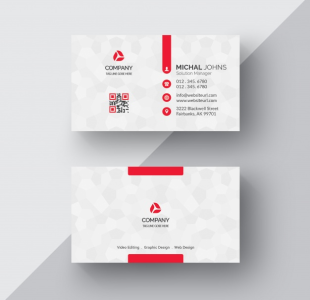 COMPANY
TAGLINE GOES HERE
MICHAL JOHNS
Solution Manager
012. 345. 6780
012. 345. 6780
info@websiteurl.com
www.websiteurl.com
3222 Blackwell Street
Fairbanks, AK 99701
COMPANY
TAGLINE GOES HERE
Video Editing
Graphic Design
Web Design